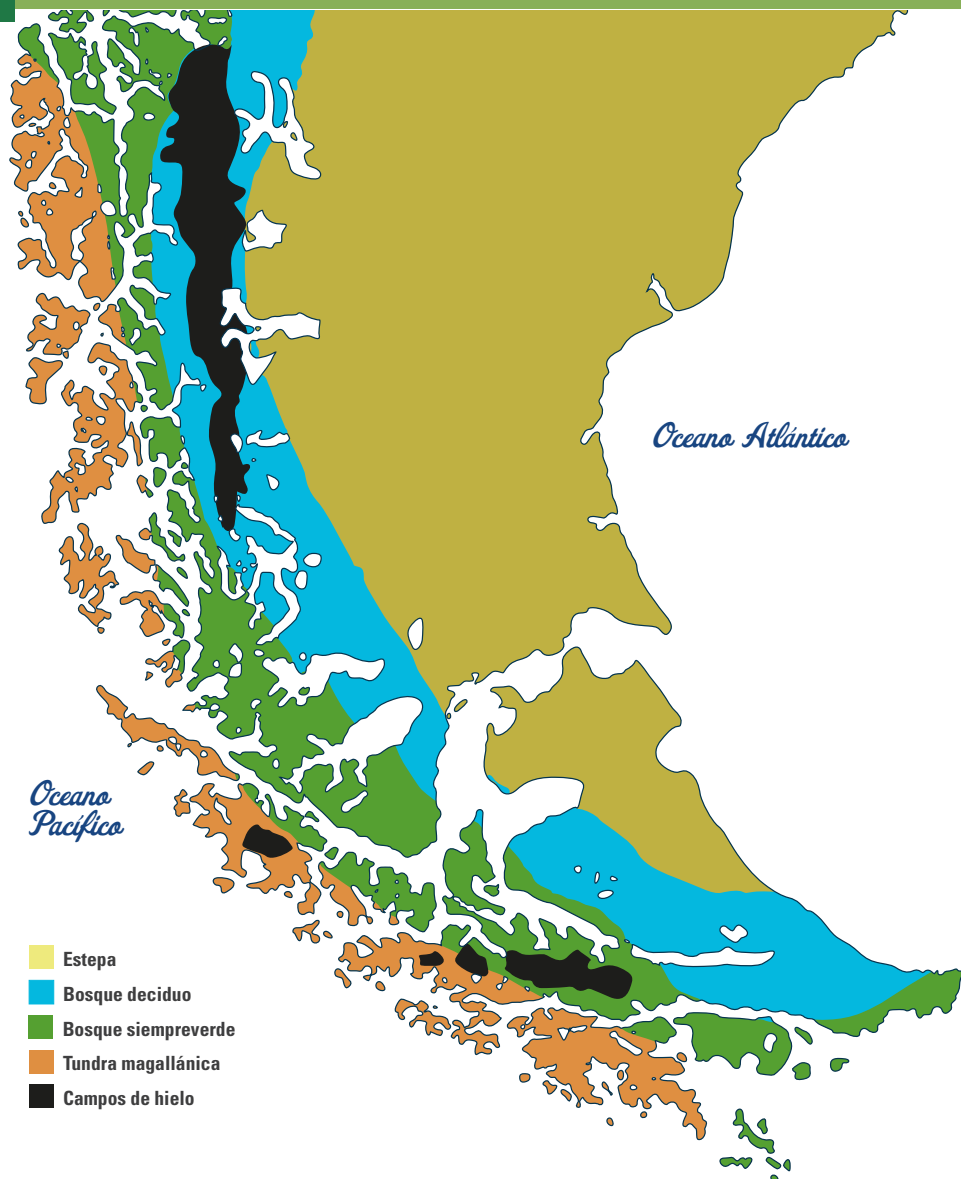 Oceano Atlántico
Oceano
Pacífico
Estepa
Bosque deciduo
Bosque siempreverde
Tundra magallánica
Campos de hielo